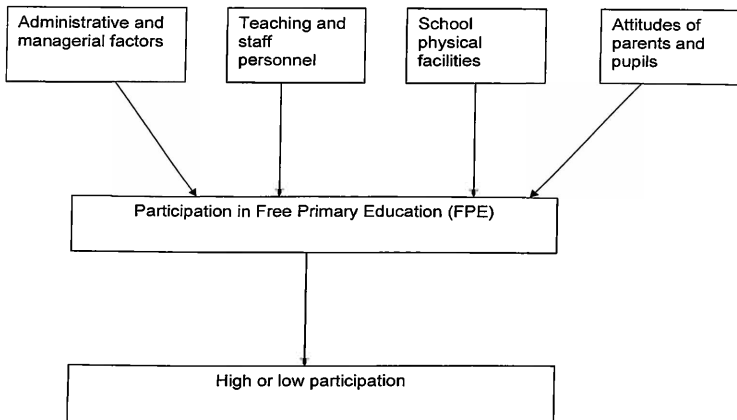 Administrative and
managerial factors
Teaching and
staff
personnel
School
physical
facilities
Attitudes of
parents and
pupils
Participation in Free Primary Education (FPE)
High or low participation